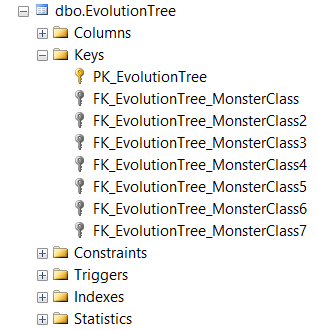 dbo.EvolutionTree
Columns
Keys
PK_EvolutionTree
FK_EvolutionTree_MonsterClass
FK_EvolutionTree_MonsterClass2
FK_EvolutionTree_MonsterClass3
FK_EvolutionTree_MonsterClass4
FK_EvolutionTree_MonsterClass5
FK_EvolutionTree_MonsterClass6
FK_EvolutionTree_MonsterClass7
Constraints
Triggers
Indexes
Statistics